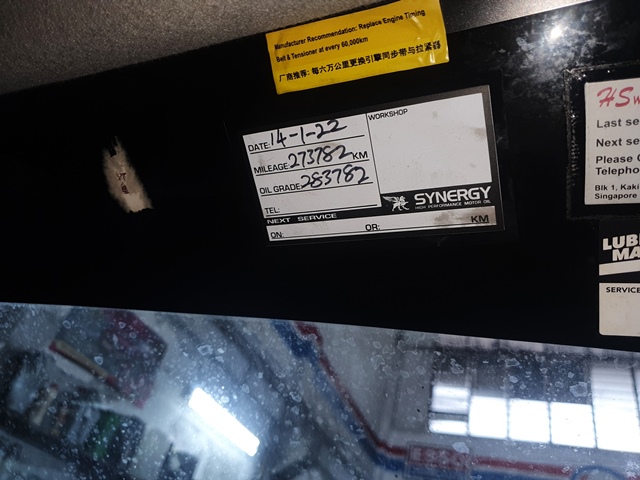 Manufacturer Recommendation: Replace Engine Timing
Belt & Tensioner at every 60,000km
厂商推荐: 每六万公里更换引擎同步带与拉紧器
DATE: 14-1-22
WORKSHOP
MILEAGE: 273782 KM
OIL GRADE: 283782
TEL:
SYNERGY
HIGH PERFORMANCE MOTOR OIL
NEXT SERVICE
ON:
OR:
KM
HSw
Last se
Next se
Please
Telepho
Blk 1, Kaki
Singapore
LUB
MA
SERVICE